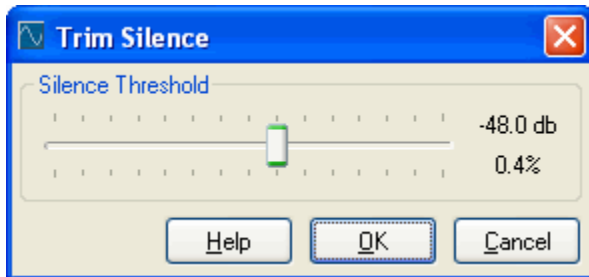 Trim Silence
Silence Threshold
-48.0 db
0.4%
Help
OK
Cancel